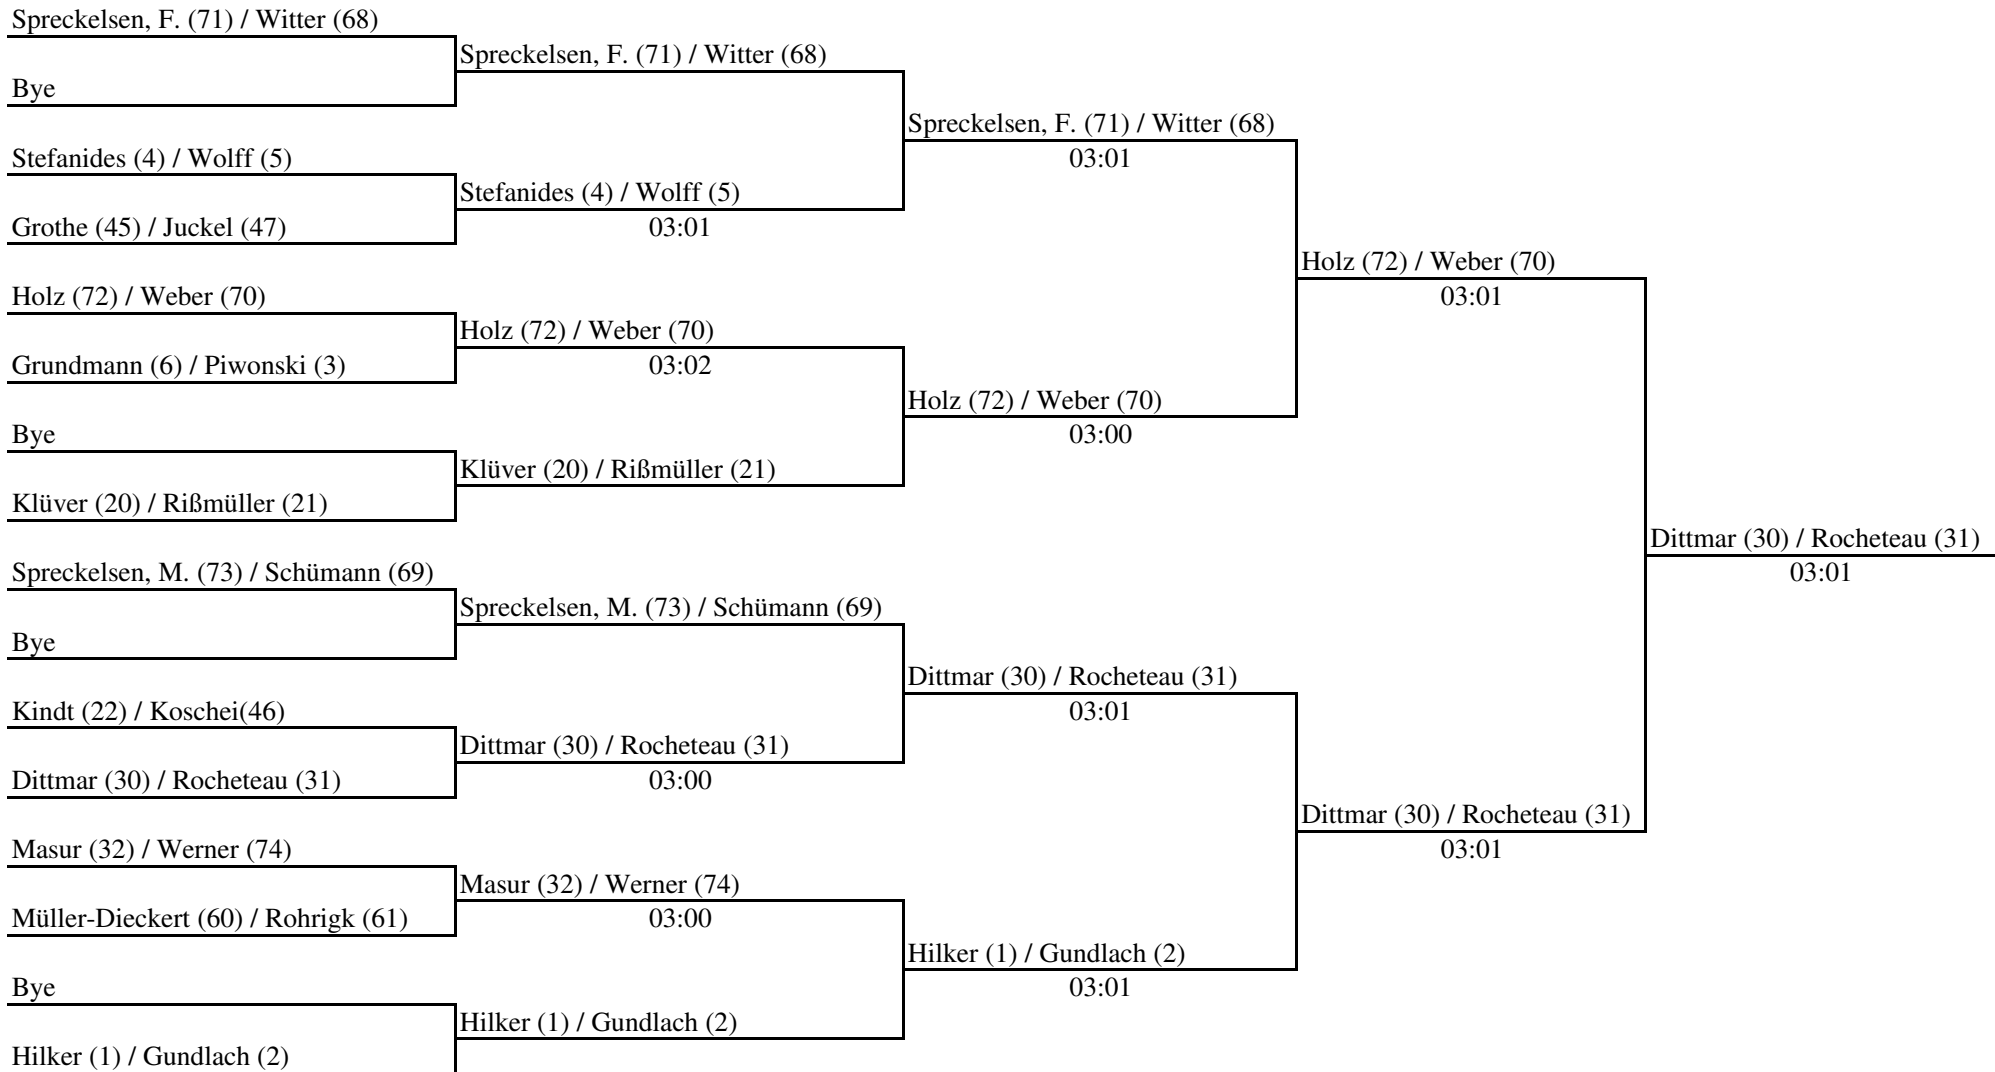 Spreckelsen, F. (71) / Witter (68)
Bye
Stefanides (4) / Wolff (5)
Grothe (45) / Juckel (47)
Holz (72) / Weber (70)
Grundmann (6) / Piwonski (3)
Bye
Klüver (20) / Rißmüller (21)
Spreckelsen, M. (73) / Schümann (69)
Bye
Kindt (22) / Koschei(46)
Dittmar (30) / Rocheteau (31)
Masur (32) / Werner (74)
Müller-Dieckert (60) / Rohrigk (61)
Bye
Hilker (1) / Gundlach (2)
Spreckelsen, F. (71) / Witter (68)
Stefanides (4) / Wolff (5)
03:01
Holz (72) / Weber (70)
03:02
Klüver (20) / Rißmüller (21)
Spreckelsen, M. (73) / Schümann (69)
Dittmar (30) / Rocheteau (31)
03:00
Masur (32) / Werner (74)
03:00
Hilker (1) / Gundlach (2)
Spreckelsen, F. (71) / Witter (68)
03:01
Holz (72) / Weber (70)
03:00
Dittmar (30) / Rocheteau (31)
03:01
Hilker (1) / Gundlach (2)
03:01
Holz (72) / Weber (70)
03:01
Dittmar (30) / Rocheteau (31)
03:01
Dittmar (30) / Rocheteau (31)
03:01